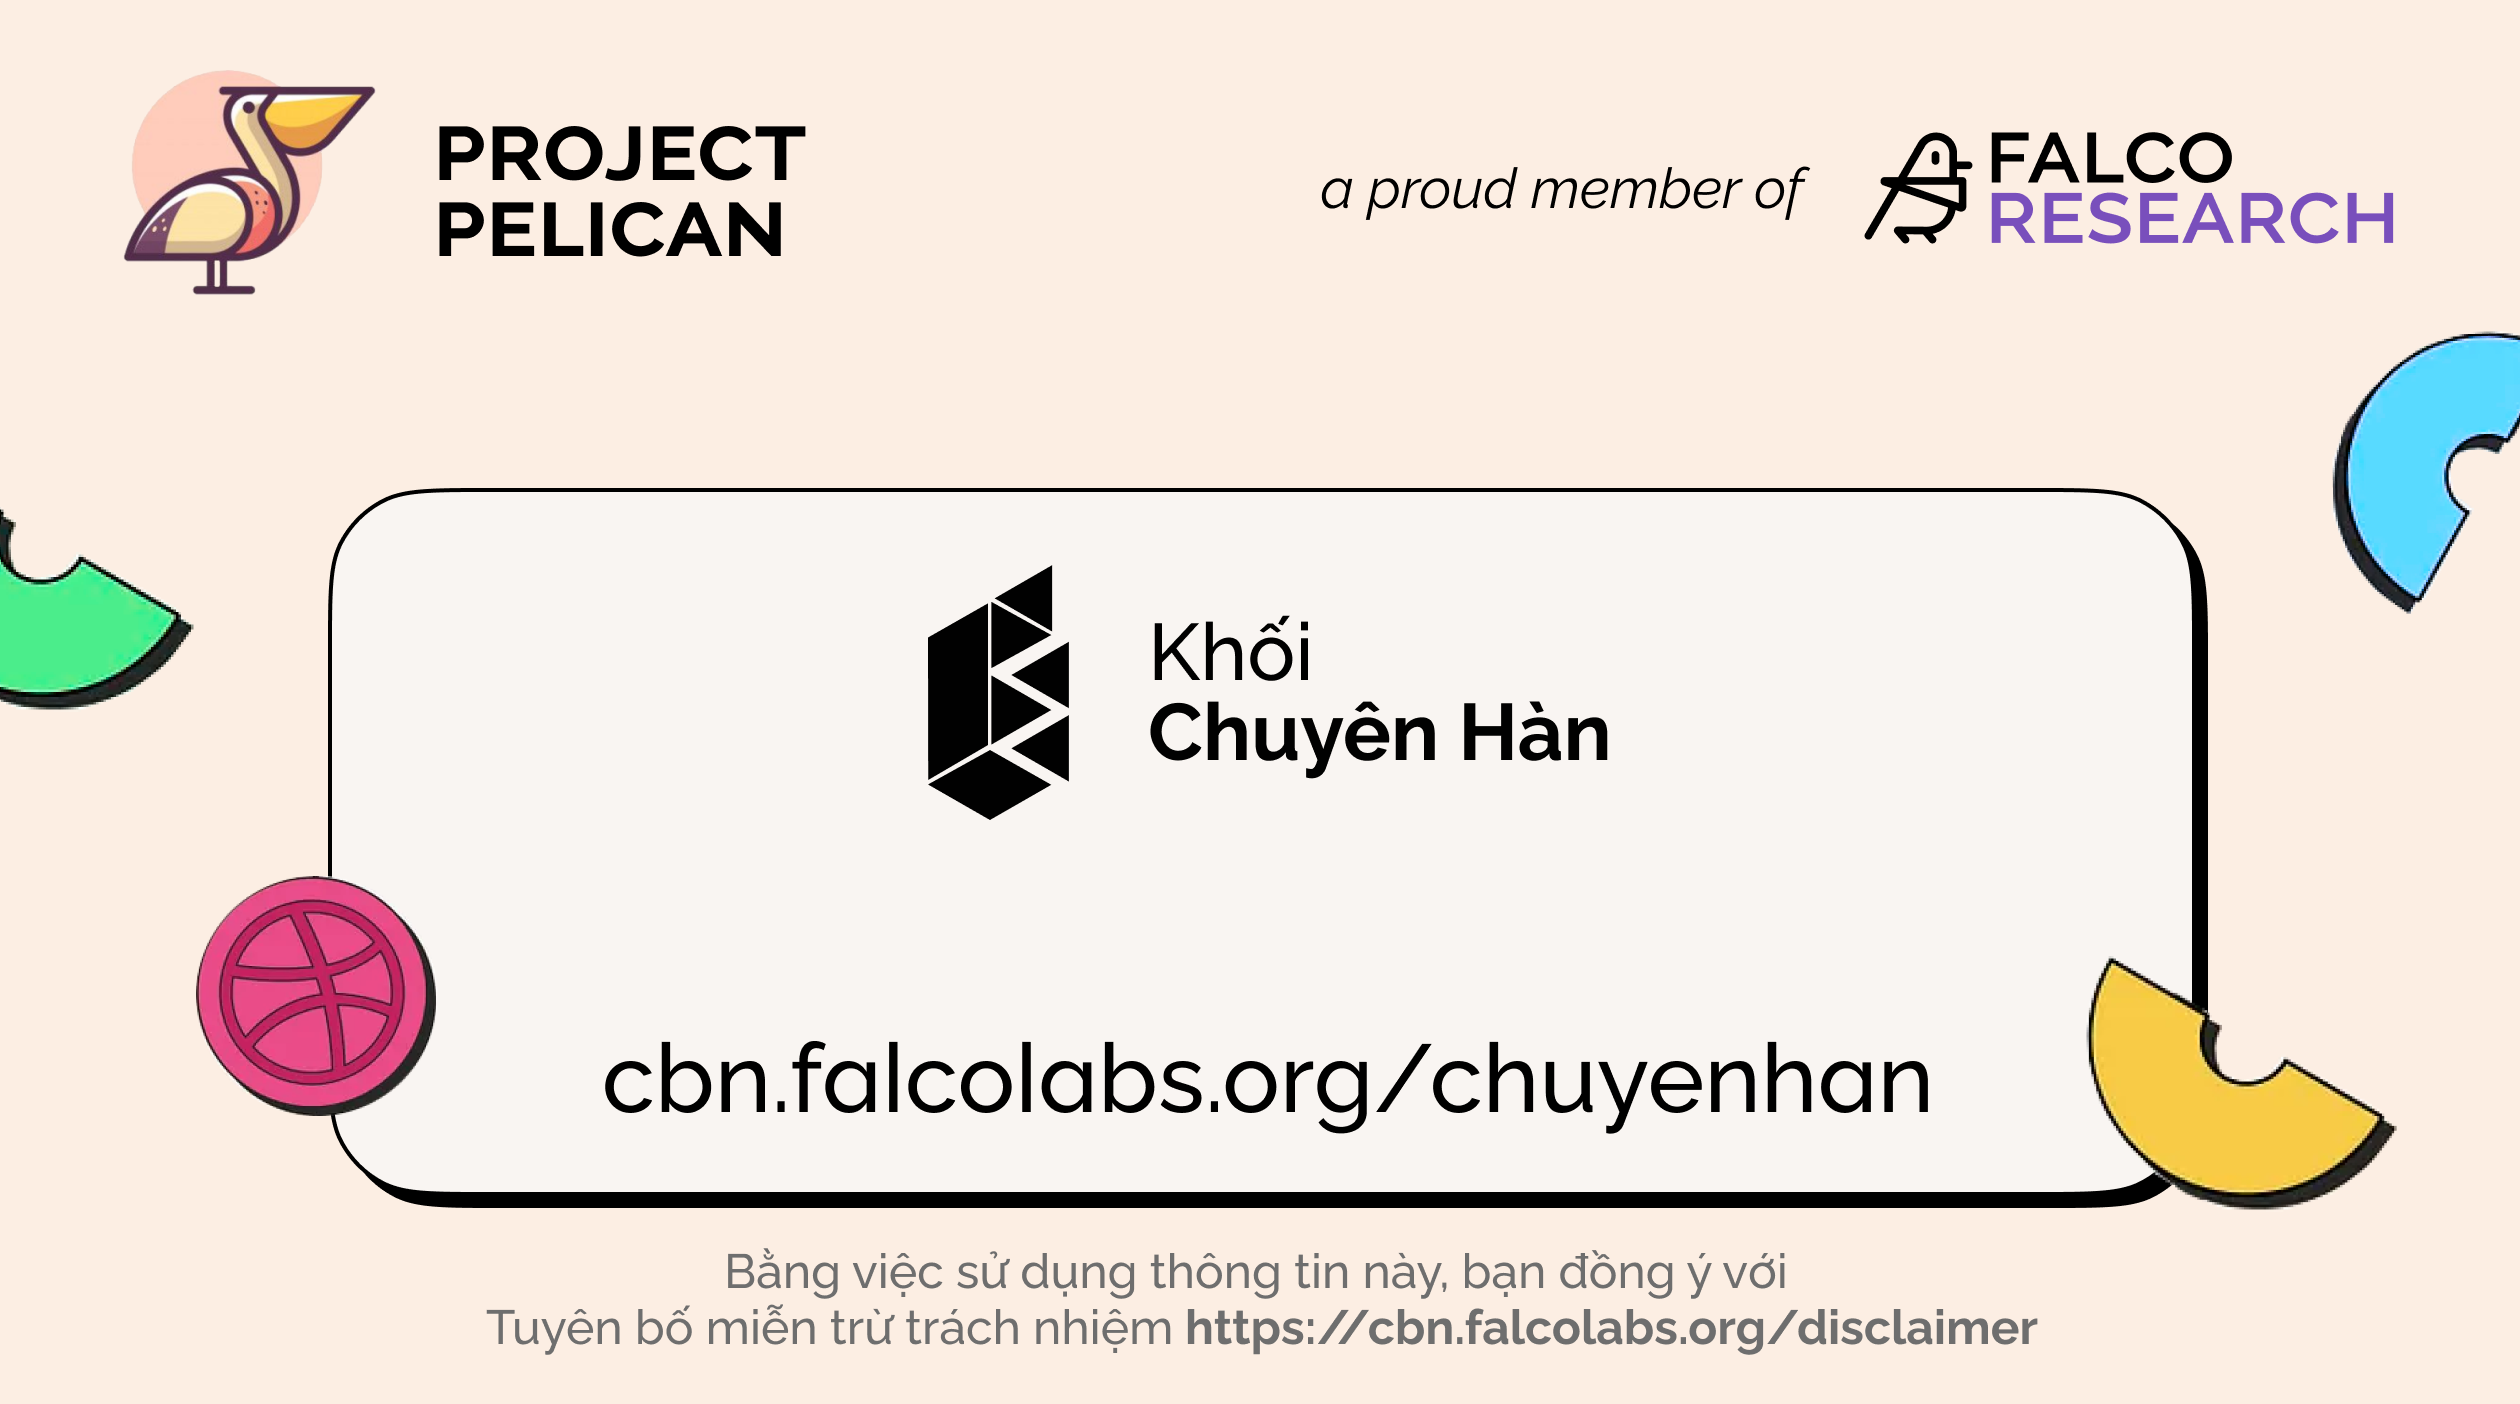 PROJECT
PELICAN
a proud member of
FALCO
RESEARCH
Khối
Chuyên Hàn
cbn.falcolabs.org/chuyenhan
Bằng việc sử dụng thông tin này, bạn đồng ý với
Tuyên bố miễn trừ trách nhiệm https://cbn.falcolabs.org/disclaimer